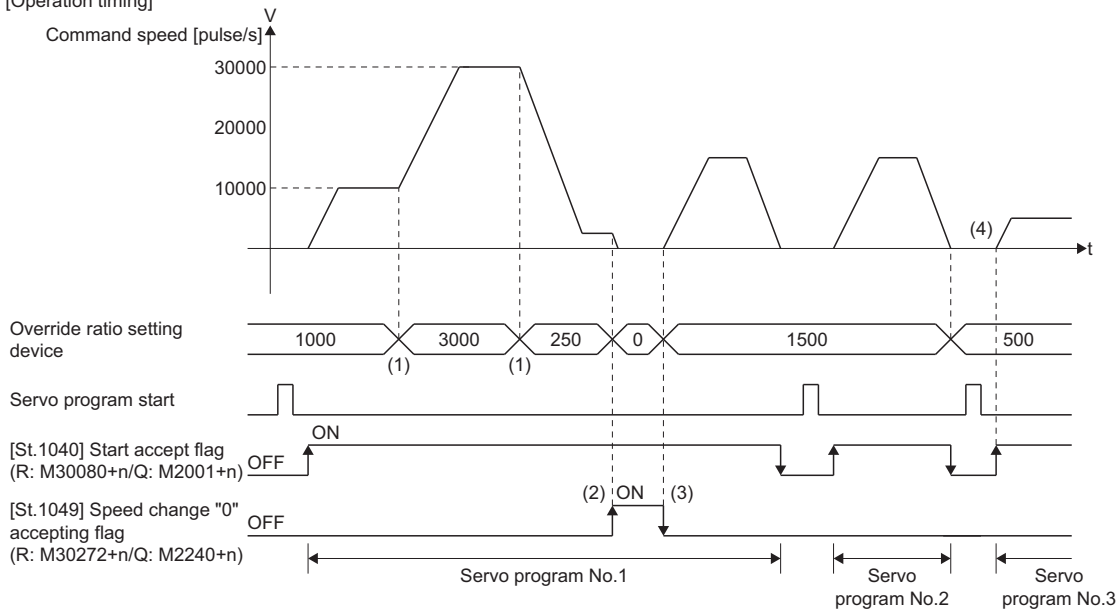 [Operation timing]
V
Command speed [pulse/s]
30000
20000
10000
(4)
t
Override ratio setting
device
1000
3000
250
0
1500
500
(1)
(1)
Servo program start
[St.1040] Start accept flag
(R: M30080+n/Q: M2001+n)
ON
OFF
[St.1049] Speed change "0"
accepting flag
(R: M30272+n/Q: M2240+n)
OFF
(2)
ON
(3)
Servo program No.1
Servo
program No.2
Servo
program No.3